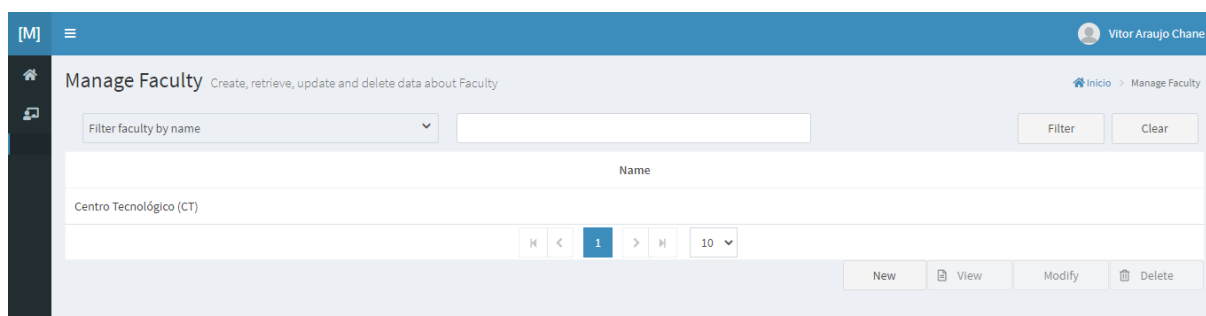 [M] Vitor Araujo Chane
Manage Faculty Create, retrieve, update and delete data about Faculty Inicio > Manage Faculty
Filter faculty by name Filter Clear
Name
Centro Tecnológico (CT)
1 10
New View Modify Delete